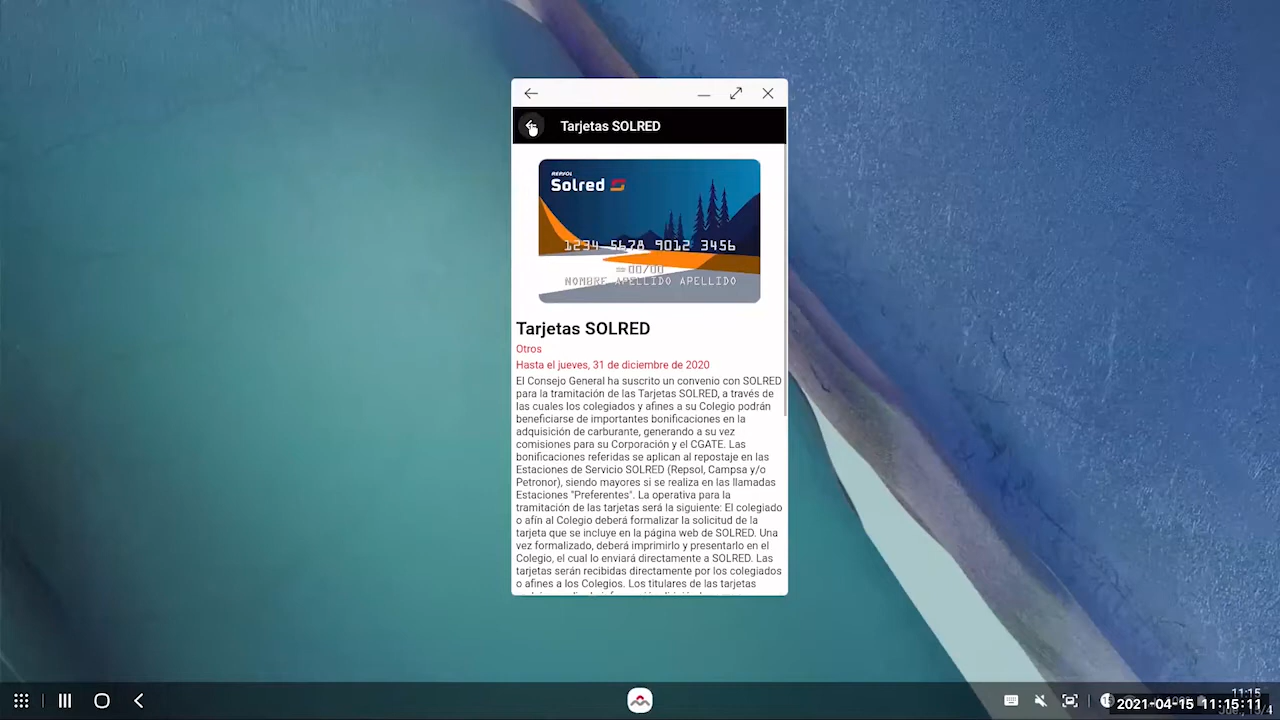 Tarjetas SOLRED
REPSOL
Solred
1234 5678 9012 3456
00/00
NOMBRE APELLIDO APELLIDO
Tarjetas SOLRED
Otros
Hasta el jueves, 31 de diciembre de 2020
El Consejo General ha suscrito un convenio con SOLRED
para la tramitación de las Tarjetas SOLRED, a través de
las cuales los colegiados y afines a su Colegio podrán
beneficiarse de importantes bonificaciones en la
adquisición de carburante, generando a su vez
comisiones para su Corporación y el CGATE. Las
bonificaciones referidas se aplican al repostaje en las
Estaciones de Servicio SOLRED (Repsol, Campsa y/o
Petronor), siendo mayores si se realiza en las llamadas
Estaciones "Preferentes". La operativa para la
tramitación de las tarjetas será la siguiente: El colegiado
o afín al Colegio deberá formalizar la solicitud de la
tarjeta que se incluye en la página web de SOLRED. Una
vez formalizado, deberá imprimirlo y presentarlo en el
Colegio, el cual lo enviará directamente a SOLRED. Las
tarjetas serán recibidas directamente por los colegiados
o afines a los Colegios. Los titulares de las tarjetas
11:15
2021-04-15 11:15:11